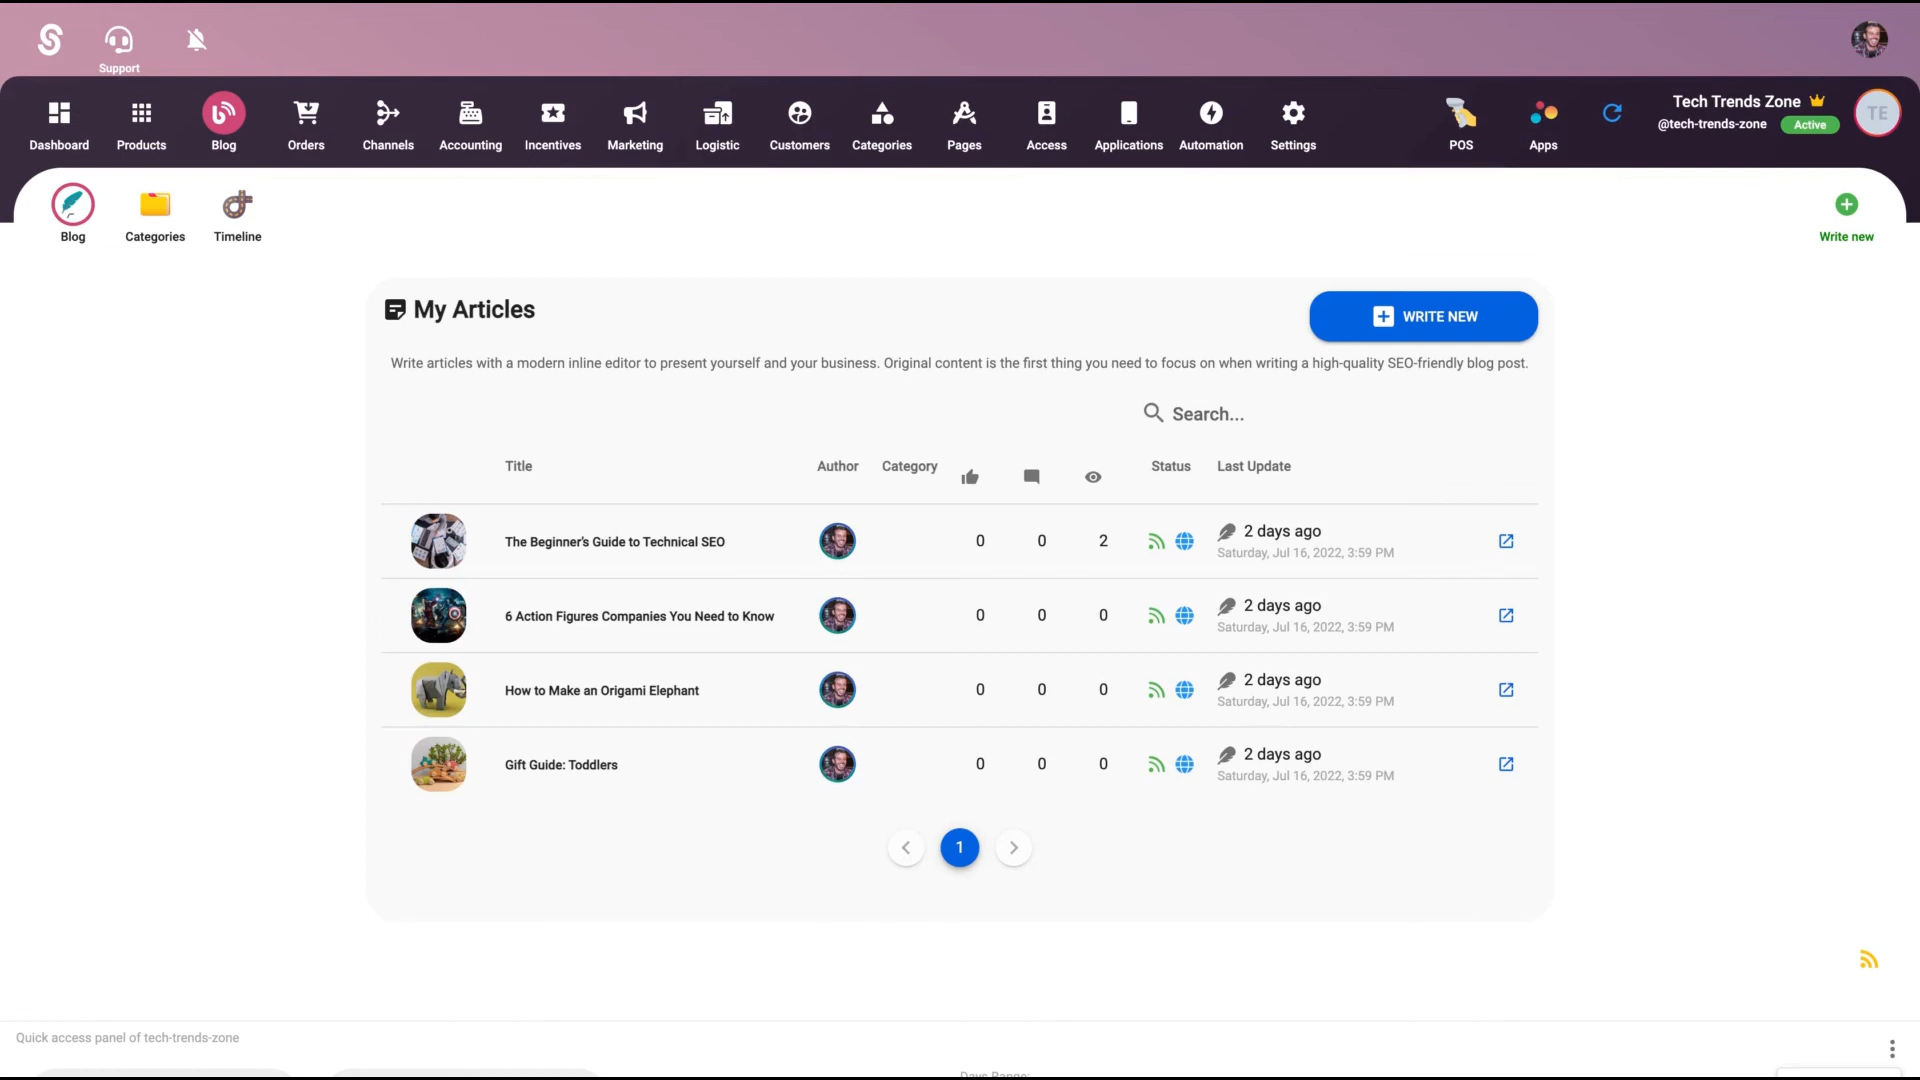 Support
Dashboard
Products
Blog
Orders
Channels
Accounting
Incentives
Marketing
Logistic
Customers
Categories
Pages
Access
Applications
Automation
Settings
POS
Apps
Tech Trends Zone
@tech-trends-zone
Active
TE
Blog
Categories
Timeline
Write new
My Articles
WRITE NEW
Write articles with a modern inline editor to present yourself and your business. Original content is the first thing you need to focus on when writing a high-quality SEO-friendly blog post.
Search...
Title Author Category Status Last Update
The Beginner's Guide to Technical SEO 0 0 2 2 days ago
Saturday, Jul 16, 2022, 3:59 PM
6 Action Figures Companies You Need to Know 0 0 0 2 days ago
Saturday, Jul 16, 2022, 3:59 PM
How to Make an Origami Elephant 0 0 0 2 days ago
Saturday, Jul 16, 2022, 3:59 PM
Gift Guide: Toddlers 0 0 0 2 days ago
Saturday, Jul 16, 2022, 3:59 PM
1
Quick access panel of tech-trends-zone
Days Range: